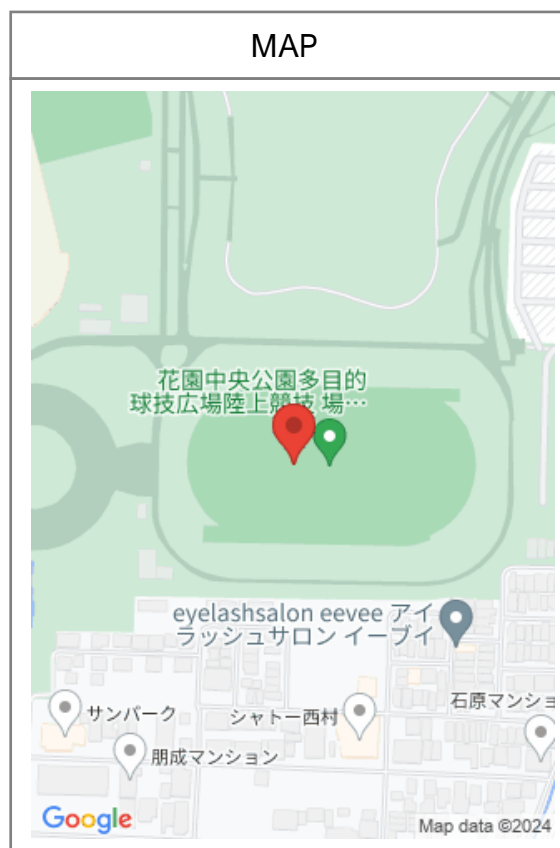 MAP
花園中央公園多目的
球技広場陸上競技 場…
eyelashsalon eevee アイ
ラッシュサロン イーブイ
石原マンショ
サンパーク
シャトー西村
朋成マンション
Google
Map data ©2024